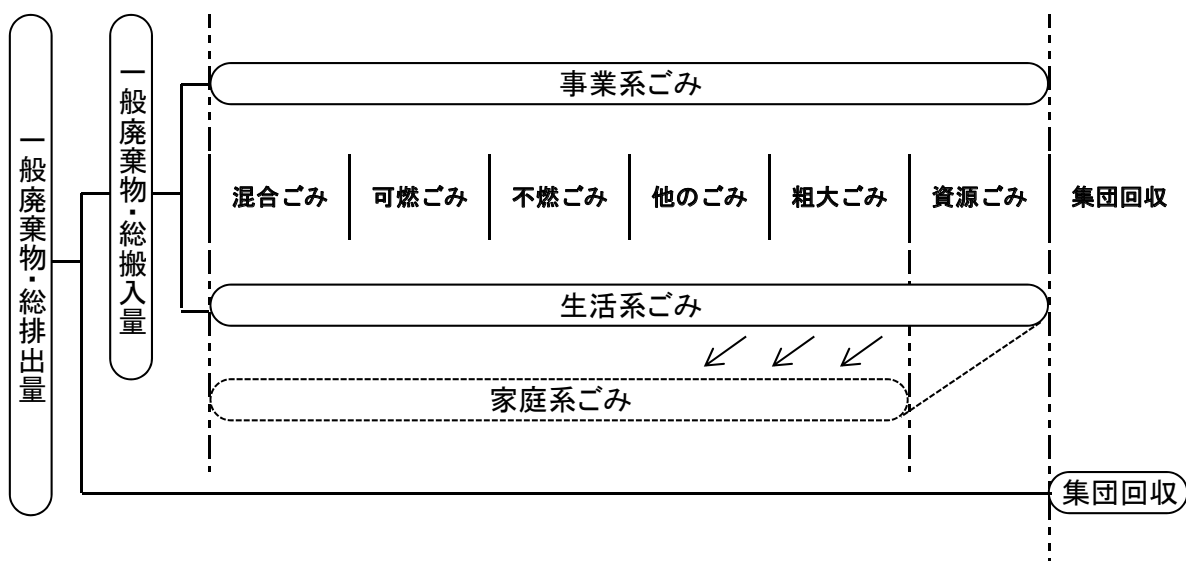 一般廃棄物・総排出量
一般廃棄物・総搬入量
事業系ごみ
混合ごみ
可燃ごみ
不燃ごみ
他のごみ
粗大ごみ
資源ごみ
集団回収
生活系ごみ
家庭系ごみ
集団回収